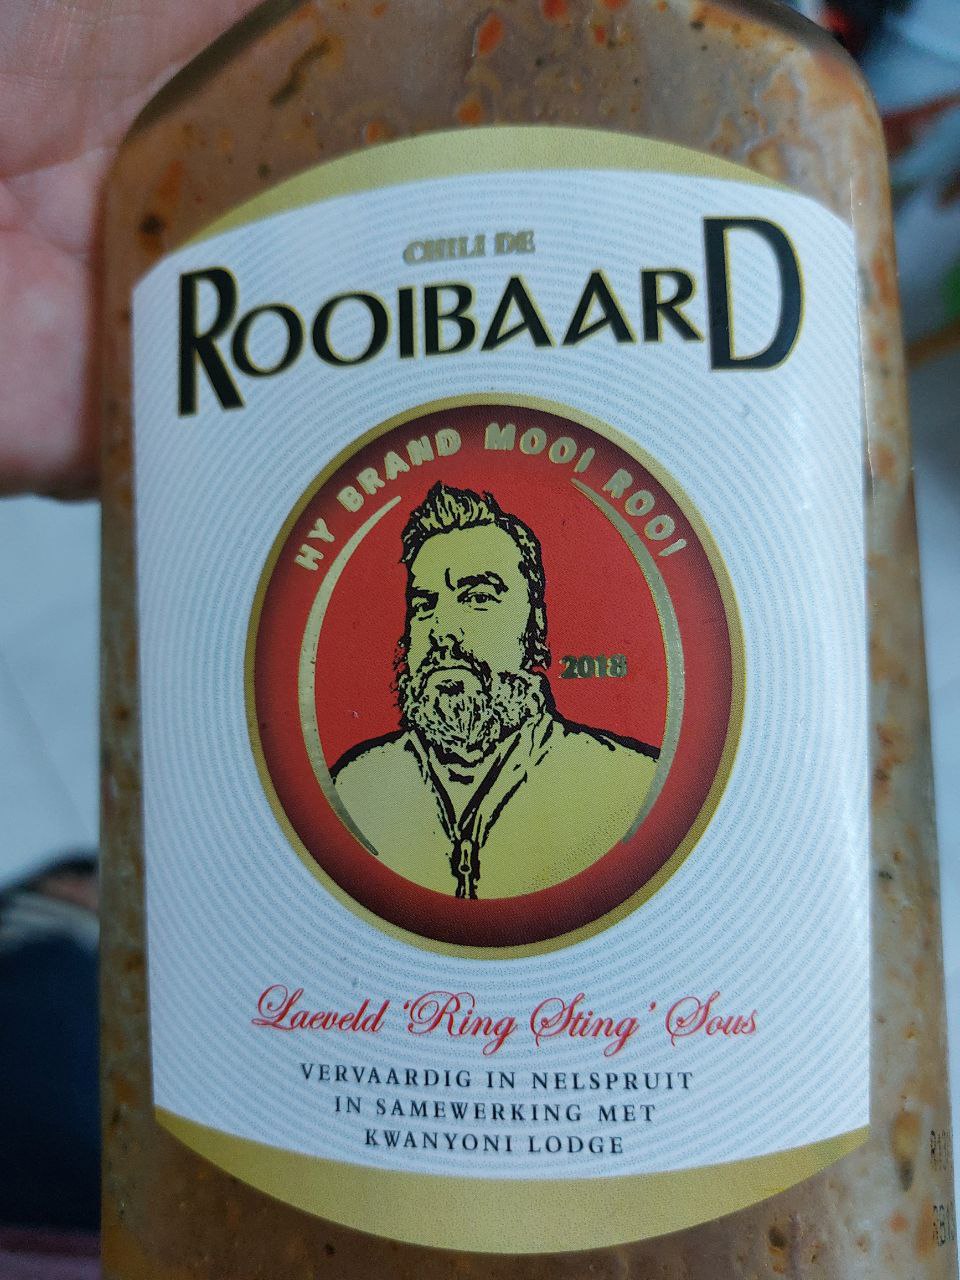 CHILI DE
ROOIBAARD
HY BRAND MOOI ROOI
2018
Laeveld 'Ring Sting' Sous
VERVAARDIG IN NELSPRUIT
IN SAMEWERKING MET
KWANYONI LODGE